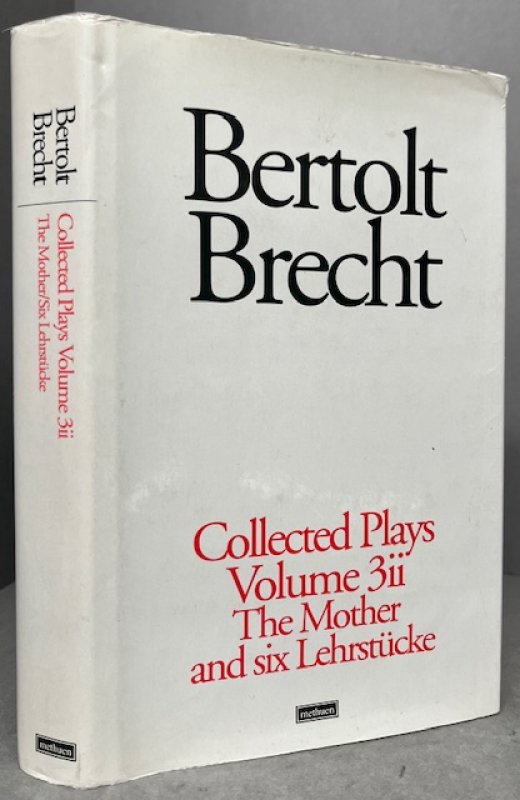 Bertolt
Brecht
Collected Plays Volume 3ii
The Mother/Six Lehrstücke
methuen
Bertolt
Brecht
Collected Plays
Volume 3ii
The Mother
and six Lehrstücke
methuen